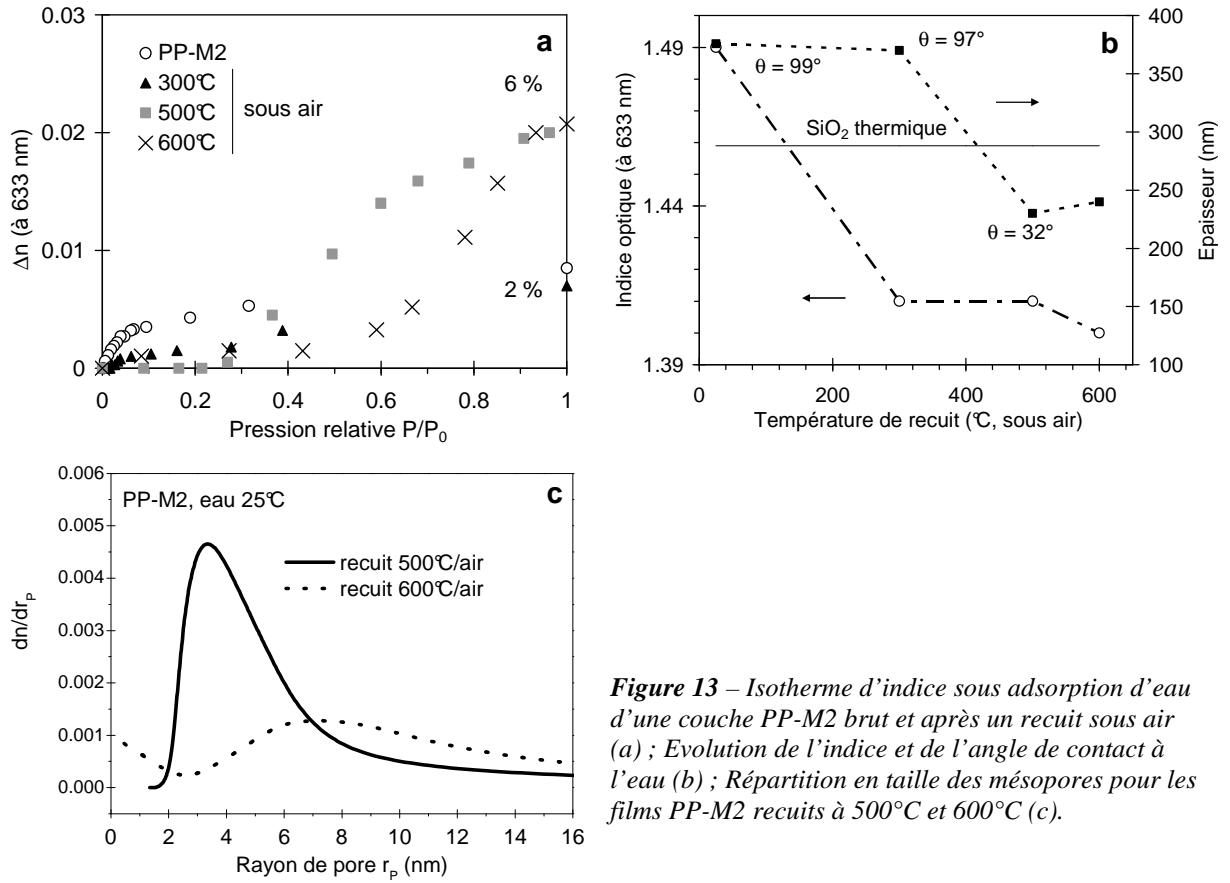 a
0.03
0.02
0.01
0
Δn (à 633 nm)
PP-M2
300°C
500°C
600°C
sous air
6 %
2 %
0 0.2 0.4 0.6 0.8 1
Pression relative P/P0
b
1.49
1.44
1.39
Indice optique (à 633 nm)
θ = 99°
θ = 97°
SiO2 thermique
θ = 32°
400
350
300
250
200
150
100
Epaisseur (nm)
0 200 400 600
Température de recuit (°C, sous air)
c
0.006
0.005
0.004
0.003
0.002
0.001
0.000
dn/drP
PP-M2, eau 25°C
recuit 500°C/air
recuit 600°C/air
0 2 4 6 8 10 12 14 16
Rayon de pore rP (nm)
Figure 13 – Isotherme d’indice sous adsorption d’eau
d’une couche PP-M2 brut et après un recuit sous air
(a) ; Evolution de l’indice et de l’angle de contact à
l’eau (b) ; Répartition en taille des mésopores pour les
films PP-M2 recuits à 500°C et 600°C (c).